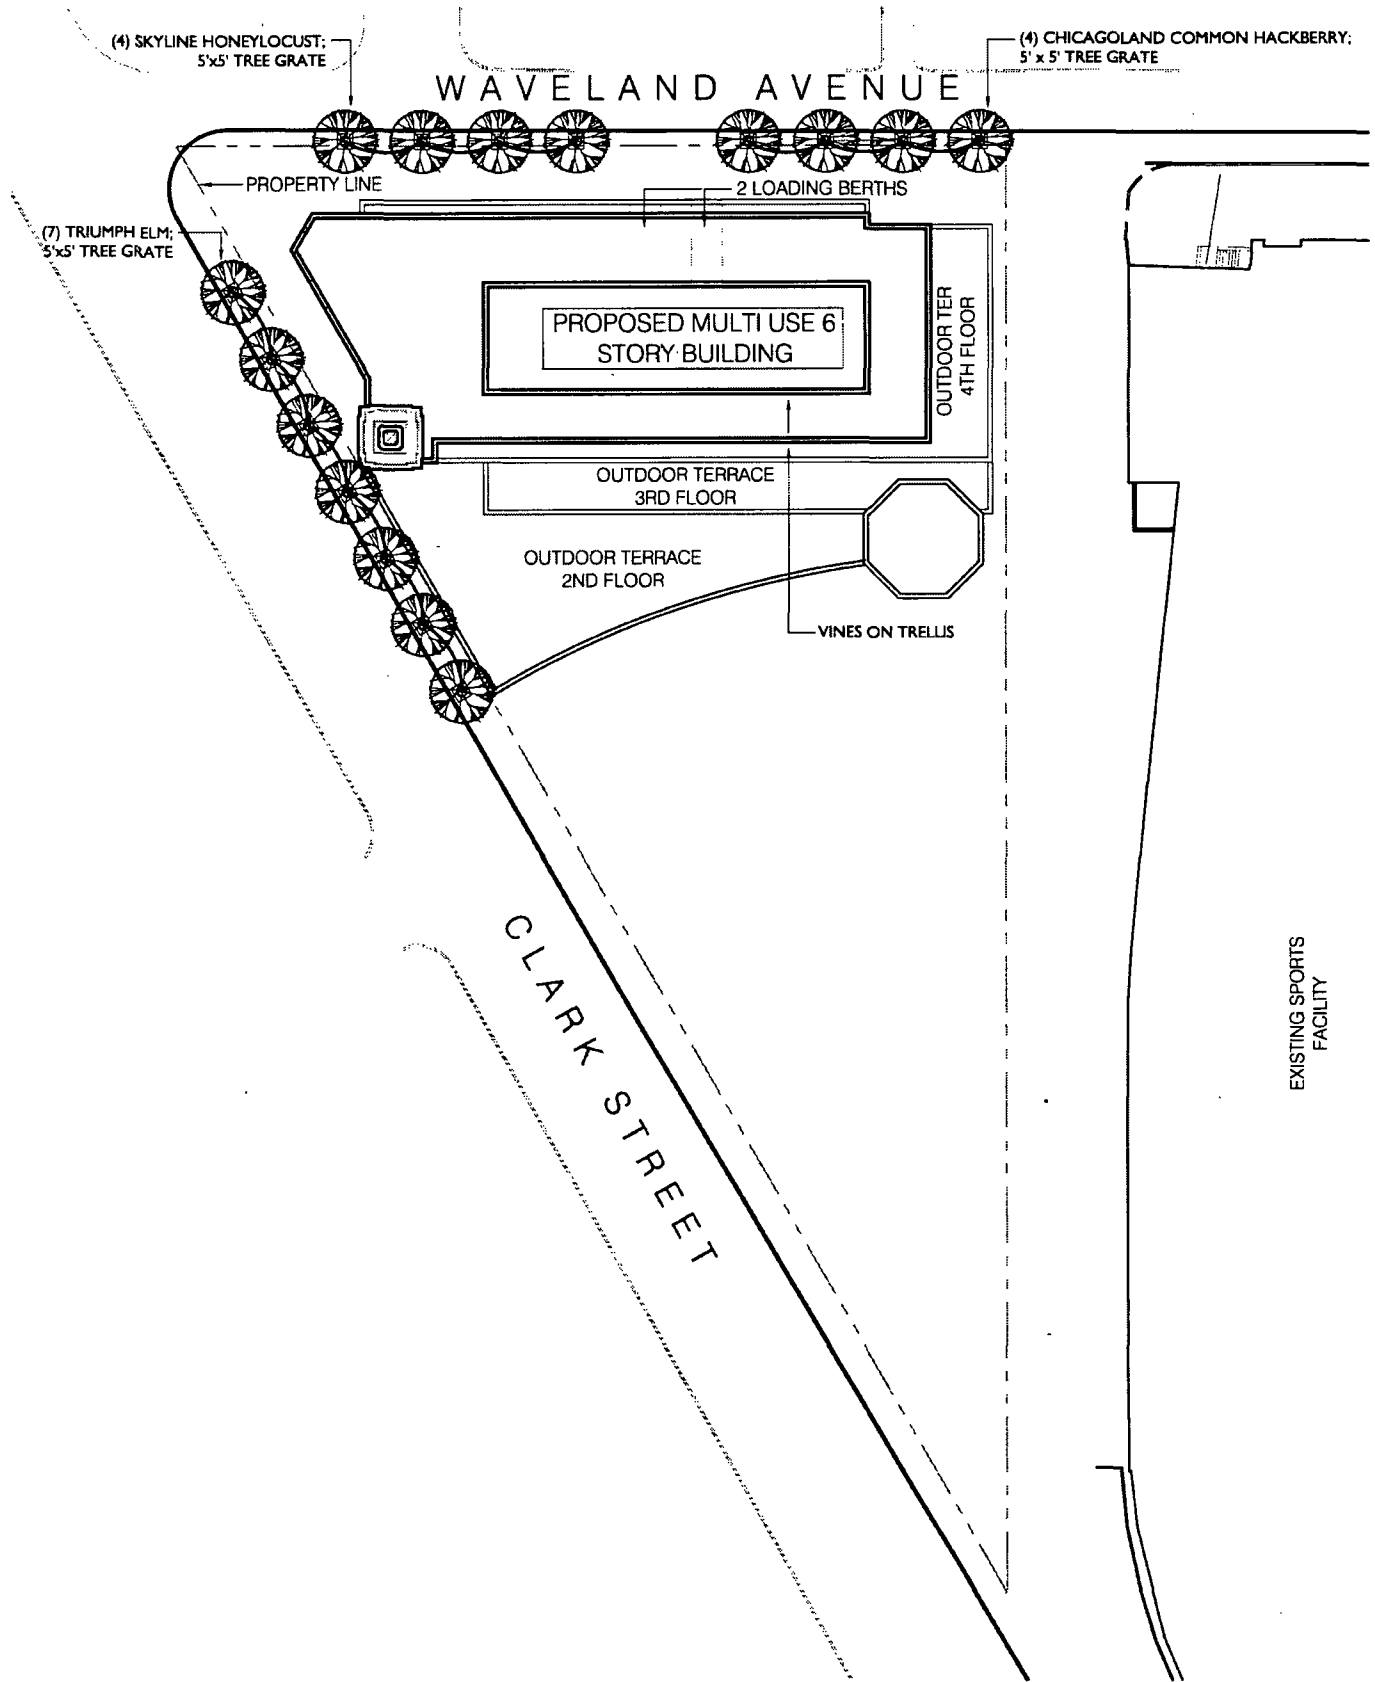 (4) SKYLINE HONEYLOCUST;
5'x5' TREE GRATE
(4) CHICAGOLAND COMMON HACKBERRY;
5' x 5' TREE GRATE
WAVELAND AVENUE
PROPERTY LINE
2 LOADING BERTHS
(7) TRIUMPH ELM;
5'x5' TREE GRATE
PROPOSED MULTI USE 6
STORY BUILDING
OUTDOOR TER
4TH FLOOR
OUTDOOR TERRACE
3RD FLOOR
OUTDOOR TERRACE
2ND FLOOR
VINES ON TRELLIS
CLARK STREET
EXISTING SPORTS
FACILITY